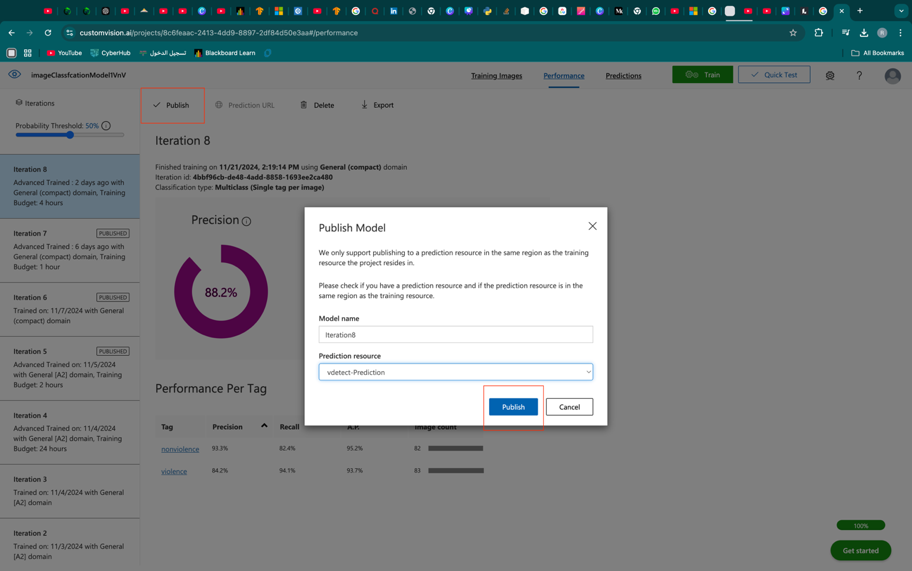 customvision.ai/projects/8c6feaac-2413-4dd9-8897-2df84d50e3aa#/performance
YouTube
CyberHub
تسجيل الدخول
Blackboard Learn
All Bookmarks
imageClassfcationModel1VnV
Training Images
Performance
Predictions
Train
Quick Test
Iterations
Probability Threshold: 50%
Iteration 8
Advanced Trained : 2 days ago with
General (compact) domain, Training
Budget: 4 hours
Iteration 7
PUBLISHED
Advanced Trained : 6 days ago with
General (compact) domain, Training
Budget: 1 hour
Iteration 6
PUBLISHED
Trained on: 11/7/2024 with General
(compact) domain
Iteration 5
PUBLISHED
Advanced Trained on: 11/5/2024
with General [A2] domain, Training
Budget: 2 hours
Iteration 4
Advanced Trained on: 11/4/2024
with General [A2] domain, Training
Budget: 24 hours
Iteration 3
Trained on: 11/4/2024 with General
[A2] domain
Iteration 2
Trained on: 11/3/2024 with General
[A2] domain
Publish
Prediction URL
Delete
Export
Iteration 8
Finished training on 11/21/2024, 2:19:14 PM using General (compact) domain
Iteration id: 4bbf96cb-de48-4add-8858-1693ee2ca480
Classification type: Multiclass (Single tag per image)
Precision
88.2%
Publish Model
We only support publishing to a prediction resource in the same region as the training
resource the project resides in.
Please check if you have a prediction resource and if the prediction resource is in the
same region as the training resource.
Model name
Iteration8
Prediction resource
vdetect-Prediction
Publish
Cancel
Performance Per Tag
Tag
Precision
Recall
A.P.
Image count
nonviolence
93.3%
82.4%
95.2%
82
violence
84.2%
94.1%
93.7%
83
100%
Get started